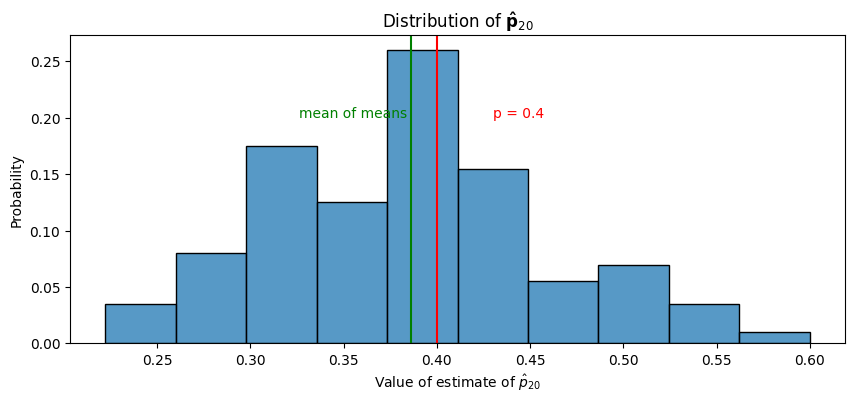 Distribution of p̂₂₀
0.25
0.20
0.15
0.10
0.05
0.00
Probability
mean of means
p = 0.4
0.25 0.30 0.35 0.40 0.45 0.50 0.55 0.60
Value of estimate of p̂₂₀